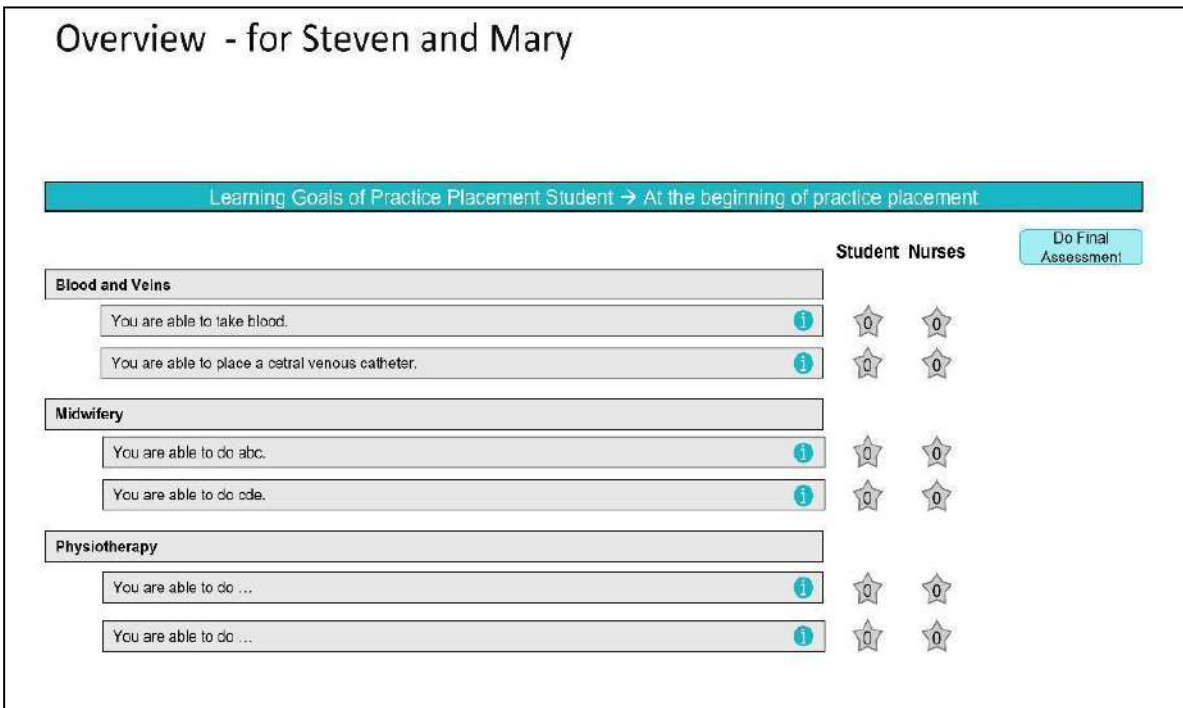 Overview - for Steven and Mary
Learning Goals of Practice Placement Student → At the beginning of practice placement
Student Nurses
Do Final
Assessment
Blood and Veins
You are able to take blood. i 0 0
You are able to place a cetral venous catheter. i 0 0
Midwifery
You are able to do abc. i 0 0
You are able to do cde. i 0 0
Physiotherapy
You are able to do ... i 0 0
You are able to do ... i 0 0